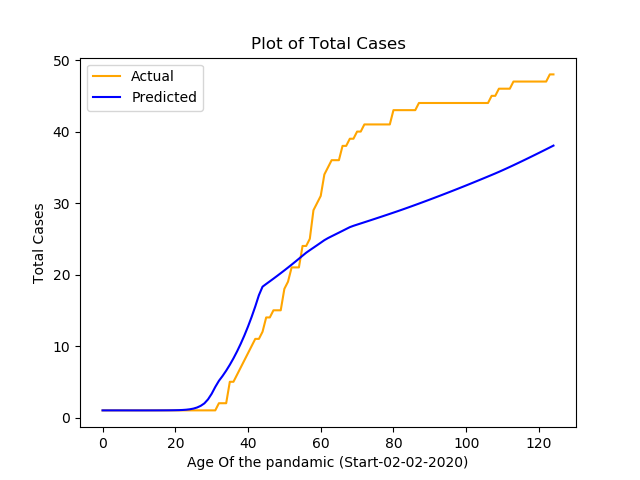 Plot of Total Cases
Actual
Predicted
50
40
30
20
10
0
Total Cases
0 20 40 60 80 100 120
Age Of the pandamic (Start-02-02-2020)